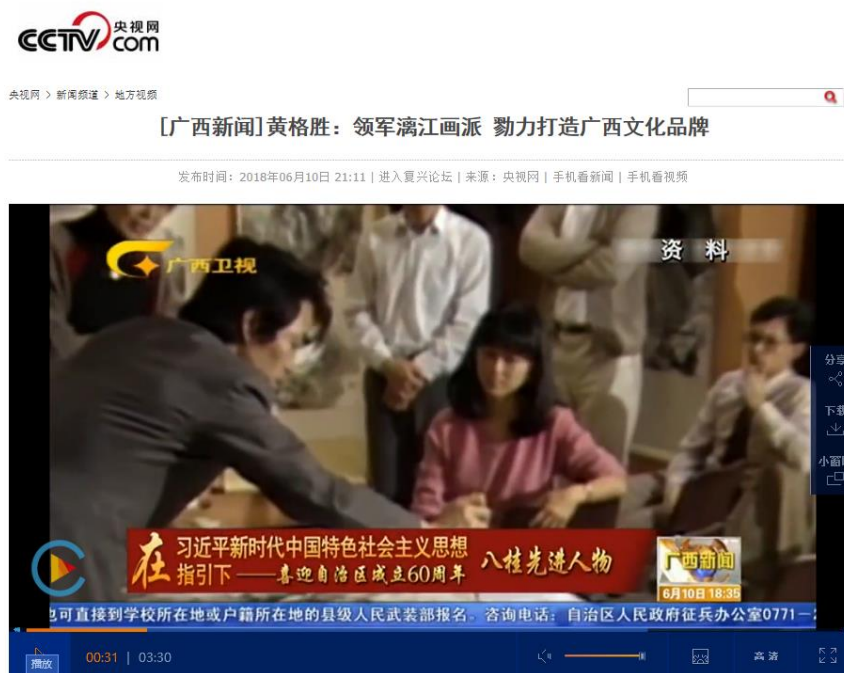 CCTV 央视网
com
央视网 > 新闻频道 > 地方视频
[广西新闻]黄格胜：领军漓江画派 勠力打造广西文化品牌
发布时间：2018年06月10日 21:11 | 进入复兴论坛 | 来源：央视网 | 手机看新闻 | 手机看视频
广西卫视
资 料
分享
下载
小窗
在 习近平新时代中国特色社会主义思想
指引下——喜迎自治区成立60周年 八桂先进人物
广西新闻
6月10日 18:35
也可直接到学校所在地或户籍所在地的县级人民武装部报名。咨询电话：自治区人民政府征兵办公室0771-
播放
00:31 | 03:30
高清